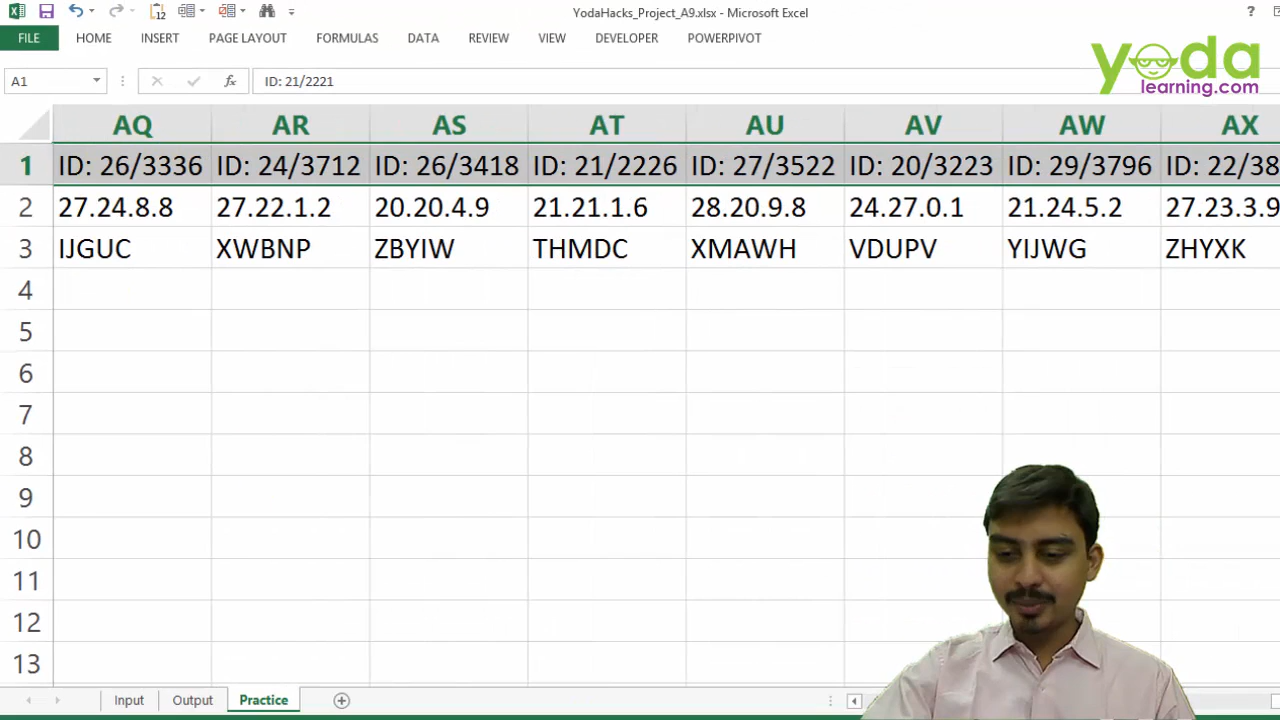 YodaHacks_Project_A9.xlsx - Microsoft Excel
?
FILE HOME INSERT PAGE LAYOUT FORMULAS DATA REVIEW VIEW DEVELOPER POWERPIVOT
yoda
learning.com
A1 fx ID: 21/2221
AQ AR AS AT AU AV AW AX
1 ID: 26/3336 ID: 24/3712 ID: 26/3418 ID: 21/2226 ID: 27/3522 ID: 20/3223 ID: 29/3796 ID: 22/38
2 27.24.8.8 27.22.1.2 20.20.4.9 21.21.1.6 28.20.9.8 24.27.0.1 21.24.5.2 27.23.3.9
3 IJGUC XWBNP ZBYIW THMDC XMAWH VDUPV YIJWG ZHYXK
4
5
6
7
8
9
10
11
12
13
Input Output Practice